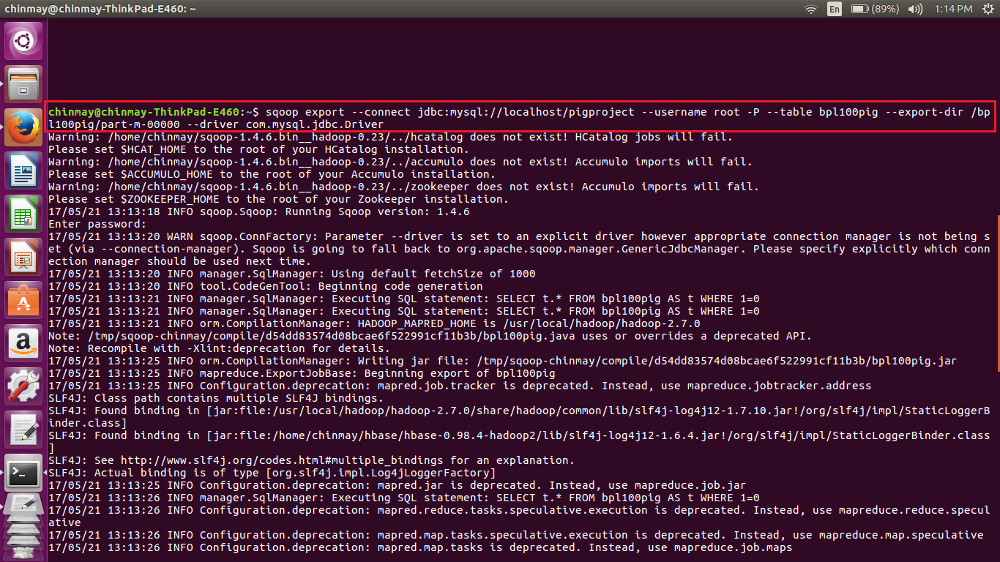 chinmay@chinmay-ThinkPad-E460: ~
En (89%) 1:14 PM
chinmay@chinmay-ThinkPad-E460:~$ sqoop export --connect jdbc:mysql://localhost/pigproject --username root -P --table bpl100pig --export-dir /bp
l100pig/part-m-00000 --driver com.mysql.jdbc.Driver
Warning: /home/chinmay/sqoop-1.4.6.bin__hadoop-0.23/../hcatalog does not exist! HCatalog jobs will fail.
Please set $HCAT_HOME to the root of your HCatalog installation.
Warning: /home/chinmay/sqoop-1.4.6.bin__hadoop-0.23/../accumulo does not exist! Accumulo imports will fail.
Please set $ACCUMULO_HOME to the root of your Accumulo installation.
Warning: /home/chinmay/sqoop-1.4.6.bin__hadoop-0.23/../zookeeper does not exist! Accumulo imports will fail.
Please set $ZOOKEEPER_HOME to the root of your Zookeeper installation.
17/05/21 13:13:18 INFO sqoop.Sqoop: Running Sqoop version: 1.4.6
Enter password:
17/05/21 13:13:20 WARN sqoop.ConnFactory: Parameter --driver is set to an explicit driver however appropriate connection manager is not being s
et (via --connection-manager). Sqoop is going to fall back to org.apache.sqoop.manager.GenericJdbcManager. Please specify explicitly which conn
ection manager should be used next time.
17/05/21 13:13:20 INFO manager.SqlManager: Using default fetchSize of 1000
17/05/21 13:13:20 INFO tool.CodeGenTool: Beginning code generation
17/05/21 13:13:21 INFO manager.SqlManager: Executing SQL statement: SELECT t.* FROM bpl100pig AS t WHERE 1=0
17/05/21 13:13:21 INFO manager.SqlManager: Executing SQL statement: SELECT t.* FROM bpl100pig AS t WHERE 1=0
17/05/21 13:13:21 INFO orm.CompilationManager: HADOOP_MAPRED_HOME is /usr/local/hadoop/hadoop-2.7.0
Note: /tmp/sqoop-chinmay/compile/d54dd83574d08bcae6f522991cf11b3b/bpl100pig.java uses or overrides a deprecated API.
Note: Recompile with -Xlint:deprecation for details.
17/05/21 13:13:25 INFO orm.CompilationManager: Writing jar file: /tmp/sqoop-chinmay/compile/d54dd83574d08bcae6f522991cf11b3b/bpl100pig.jar
17/05/21 13:13:25 INFO mapreduce.ExportJobBase: Beginning export of bpl100pig
17/05/21 13:13:25 INFO Configuration.deprecation: mapred.job.tracker is deprecated. Instead, use mapreduce.jobtracker.address
SLF4J: Class path contains multiple SLF4J bindings.
SLF4J: Found binding in [jar:file:/usr/local/hadoop/hadoop-2.7.0/share/hadoop/common/lib/slf4j-log4j12-1.7.10.jar!/org/slf4j/impl/StaticLoggerB
inder.class]
SLF4J: Found binding in [jar:file:/home/chinmay/hbase/hbase-0.98.4-hadoop2/lib/slf4j-log4j12-1.6.4.jar!/org/slf4j/impl/StaticLoggerBinder.class
]
SLF4J: See http://www.slf4j.org/codes.html#multiple_bindings for an explanation.
SLF4J: Actual binding is of type [org.slf4j.impl.Log4jLoggerFactory]
17/05/21 13:13:25 INFO Configuration.deprecation: mapred.jar is deprecated. Instead, use mapreduce.job.jar
17/05/21 13:13:26 INFO manager.SqlManager: Executing SQL statement: SELECT t.* FROM bpl100pig AS t WHERE 1=0
17/05/21 13:13:26 INFO Configuration.deprecation: mapred.reduce.tasks.speculative.execution is deprecated. Instead, use mapreduce.reduce.specul
ative
17/05/21 13:13:26 INFO Configuration.deprecation: mapred.map.tasks.speculative.execution is deprecated. Instead, use mapreduce.map.speculative
17/05/21 13:13:26 INFO Configuration.deprecation: mapred.map.tasks is deprecated. Instead, use mapreduce.job.maps